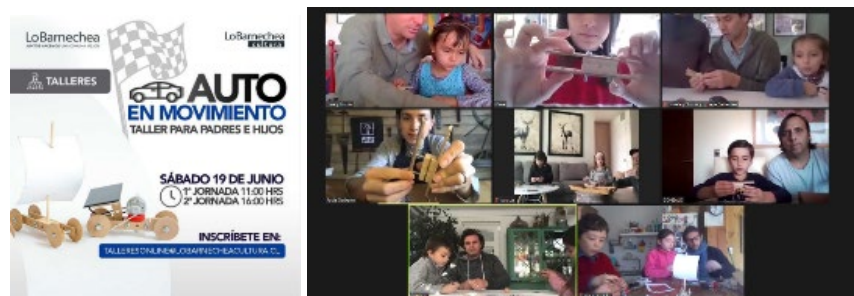 LoBarnechea
LoBarnechea
cultura
TALLERES
AUTO
EN MOVIMIENTO
TALLER PARA PADRES E HIJOS
SÁBADO 19 DE JUNIO
1ª JORNADA 11:00 HRS
2ª JORNADA 16:00 HRS
INSCRÍBETE EN:
TALLERESONLINE@LOBARNECHEACULTURA.CL